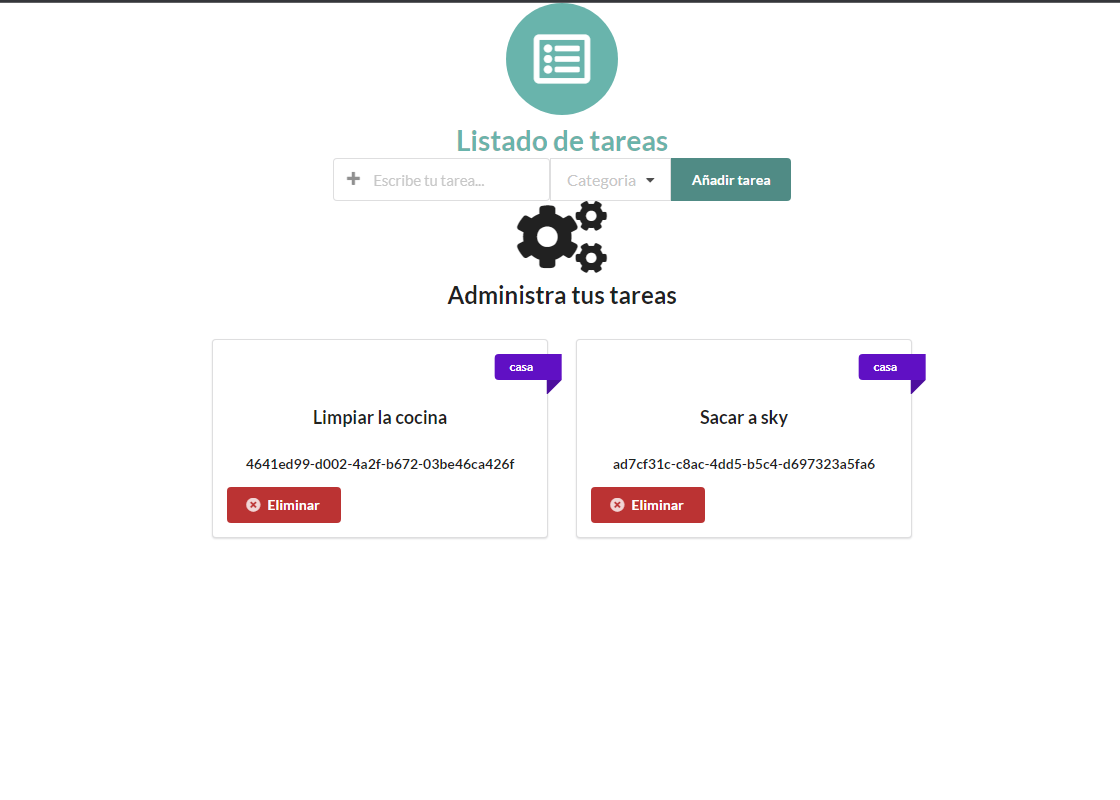 Listado de tareas
Escribe tu tarea... Categoria Añadir tarea
Administra tus tareas
casa
Limpiar la cocina
4641ed99-d002-4a2f-b672-03be46ca426f
Eliminar
casa
Sacar a sky
ad7cf31c-c8ac-4dd5-b5c4-d697323a5fa6
Eliminar